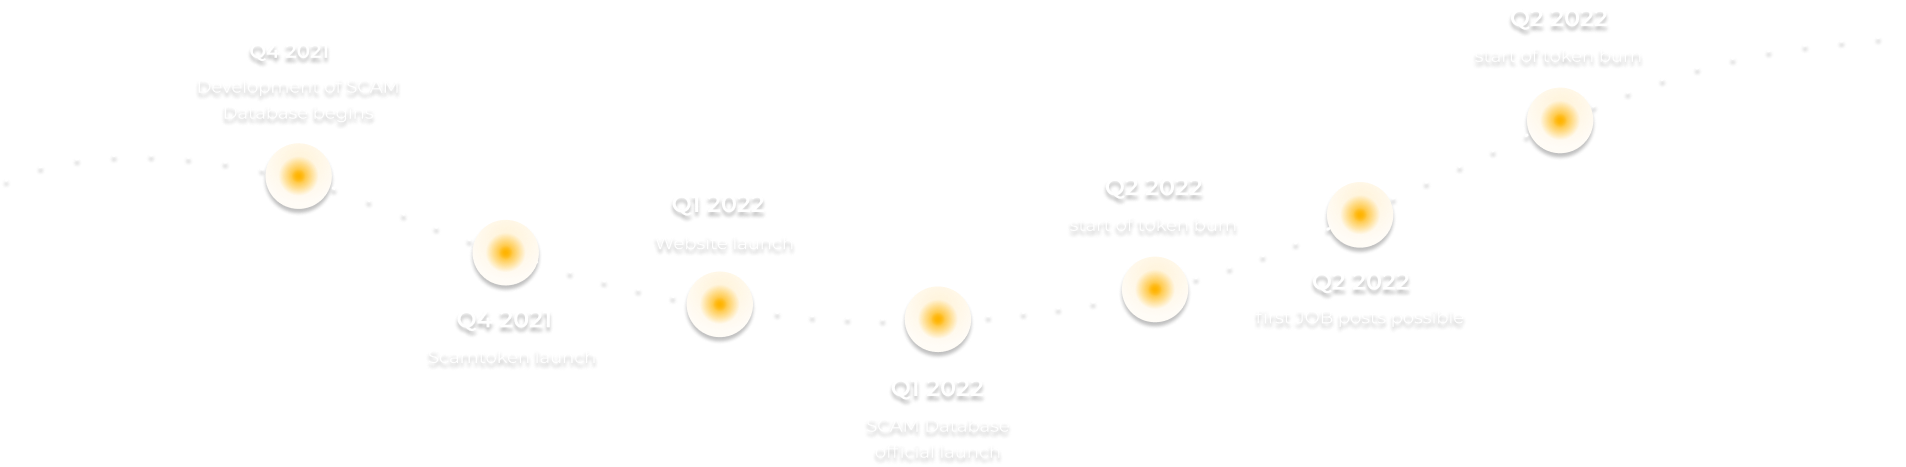 Q4 2021
Development of SCAM
Database begins
Q4 2021
Scamtoken launch
Q1 2022
Website launch
Q1 2022
SCAM Database
official launch
Q2 2022
start of token burn
Q2 2022
first JOB posts possible
Q2 2022
start of token burn